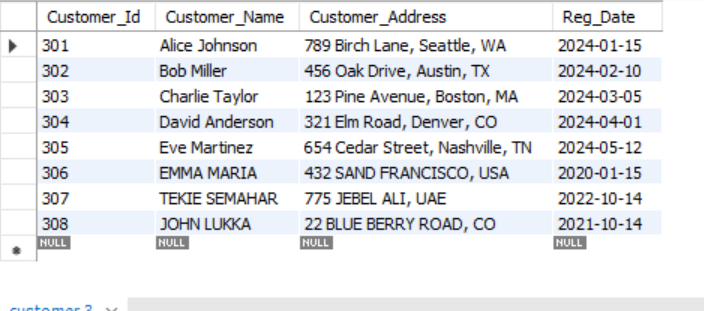 Customer_Id Customer_Name Customer_Address Reg_Date
301 Alice Johnson 789 Birch Lane, Seattle, WA 2024-01-15
302 Bob Miller 456 Oak Drive, Austin, TX 2024-02-10
303 Charlie Taylor 123 Pine Avenue, Boston, MA 2024-03-05
304 David Anderson 321 Elm Road, Denver, CO 2024-04-01
305 Eve Martinez 654 Cedar Street, Nashville, TN 2024-05-12
306 EMMA MARIA 432 SAND FRANCISCO, USA 2020-01-15
307 TEKIE SEMAHAR 775 JEBEL ALI, UAE 2022-10-14
308 JOHN LUKKA 22 BLUE BERRY ROAD, CO 2021-10-14
NULL NULL NULL NULL
customer 3